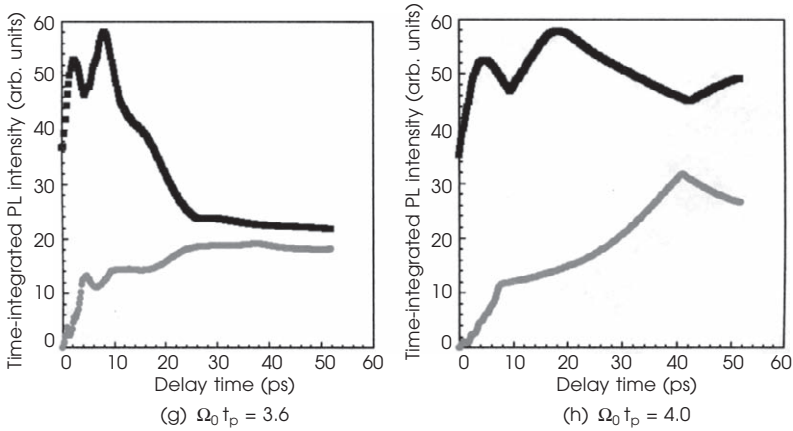 Time-integrated PL intensity (arb. units)
60
50
40
30
20
10
0
0 10 20 30 40 50 60
Delay time (ps)
(g) Ω₀ tₚ = 3.6
Time-integrated PL intensity (arb. units)
60
50
40
30
20
10
0
0 10 20 30 40 50 60
Delay time (ps)
(h) Ω₀ tₚ = 4.0